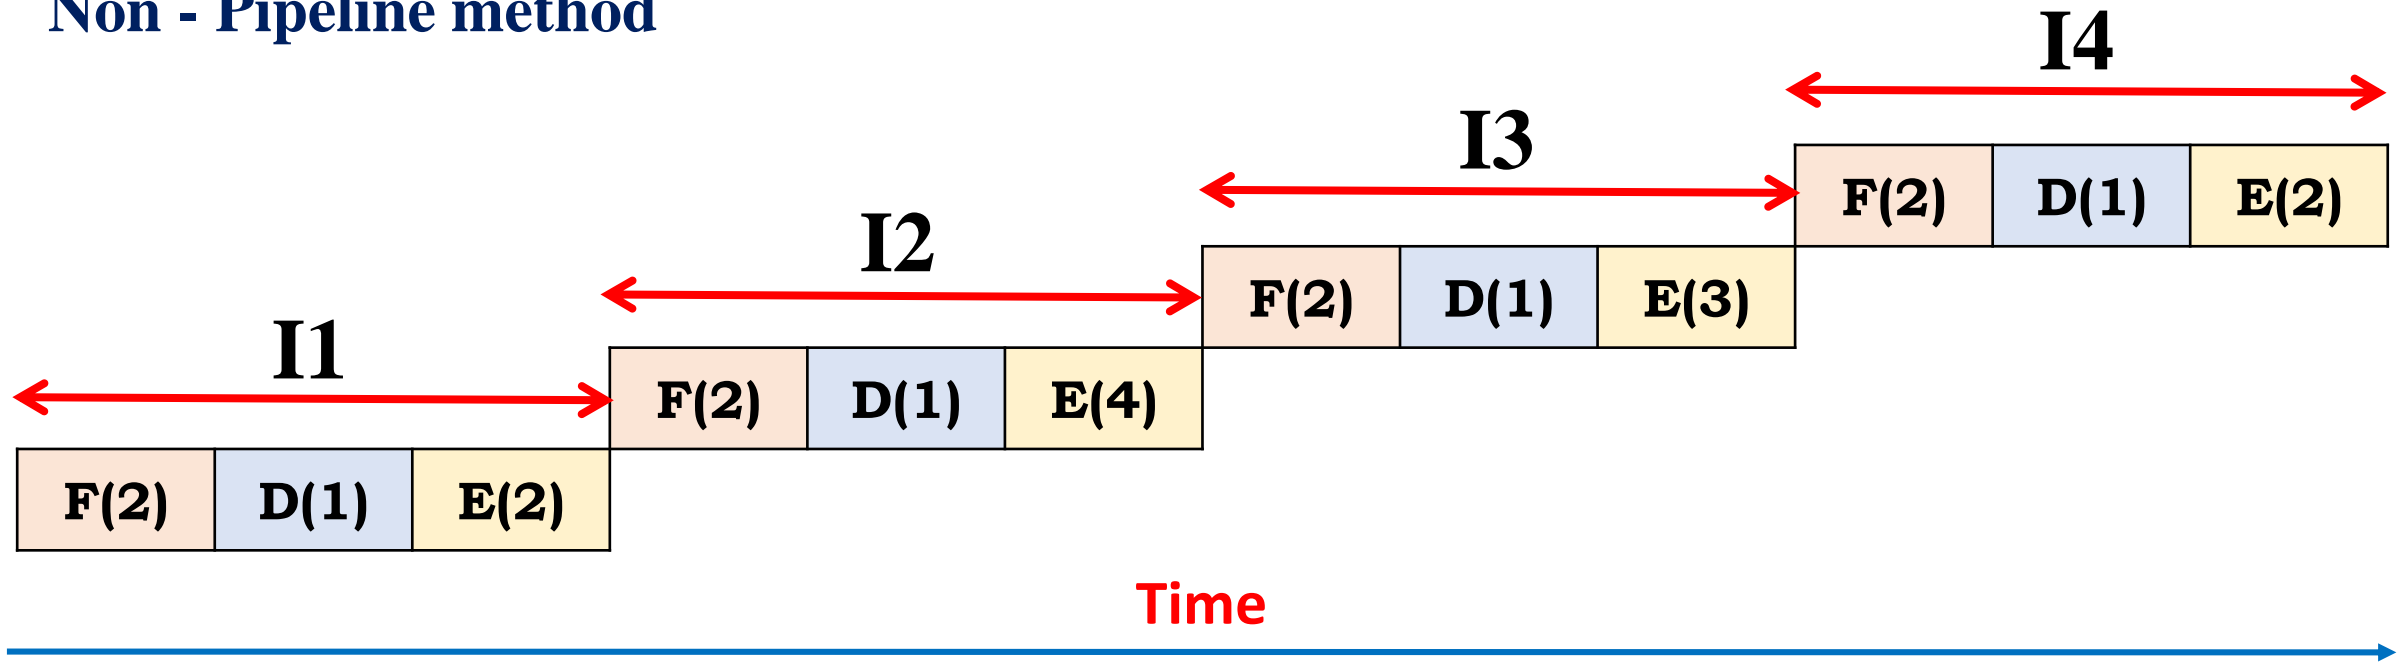 Non - Pipeline method
I4
I3
F(2) D(1) E(2)
I2
F(2) D(1) E(3)
I1
F(2) D(1) E(4)
F(2) D(1) E(2)
Time